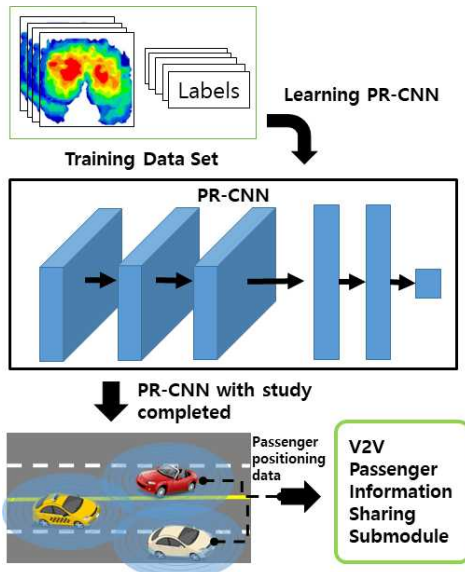 Labels
Learning PR-CNN
Training Data Set
PR-CNN
PR-CNN with study
completed
Passenger
positioning
data
V2V
Passenger
Information
Sharing
Submodule